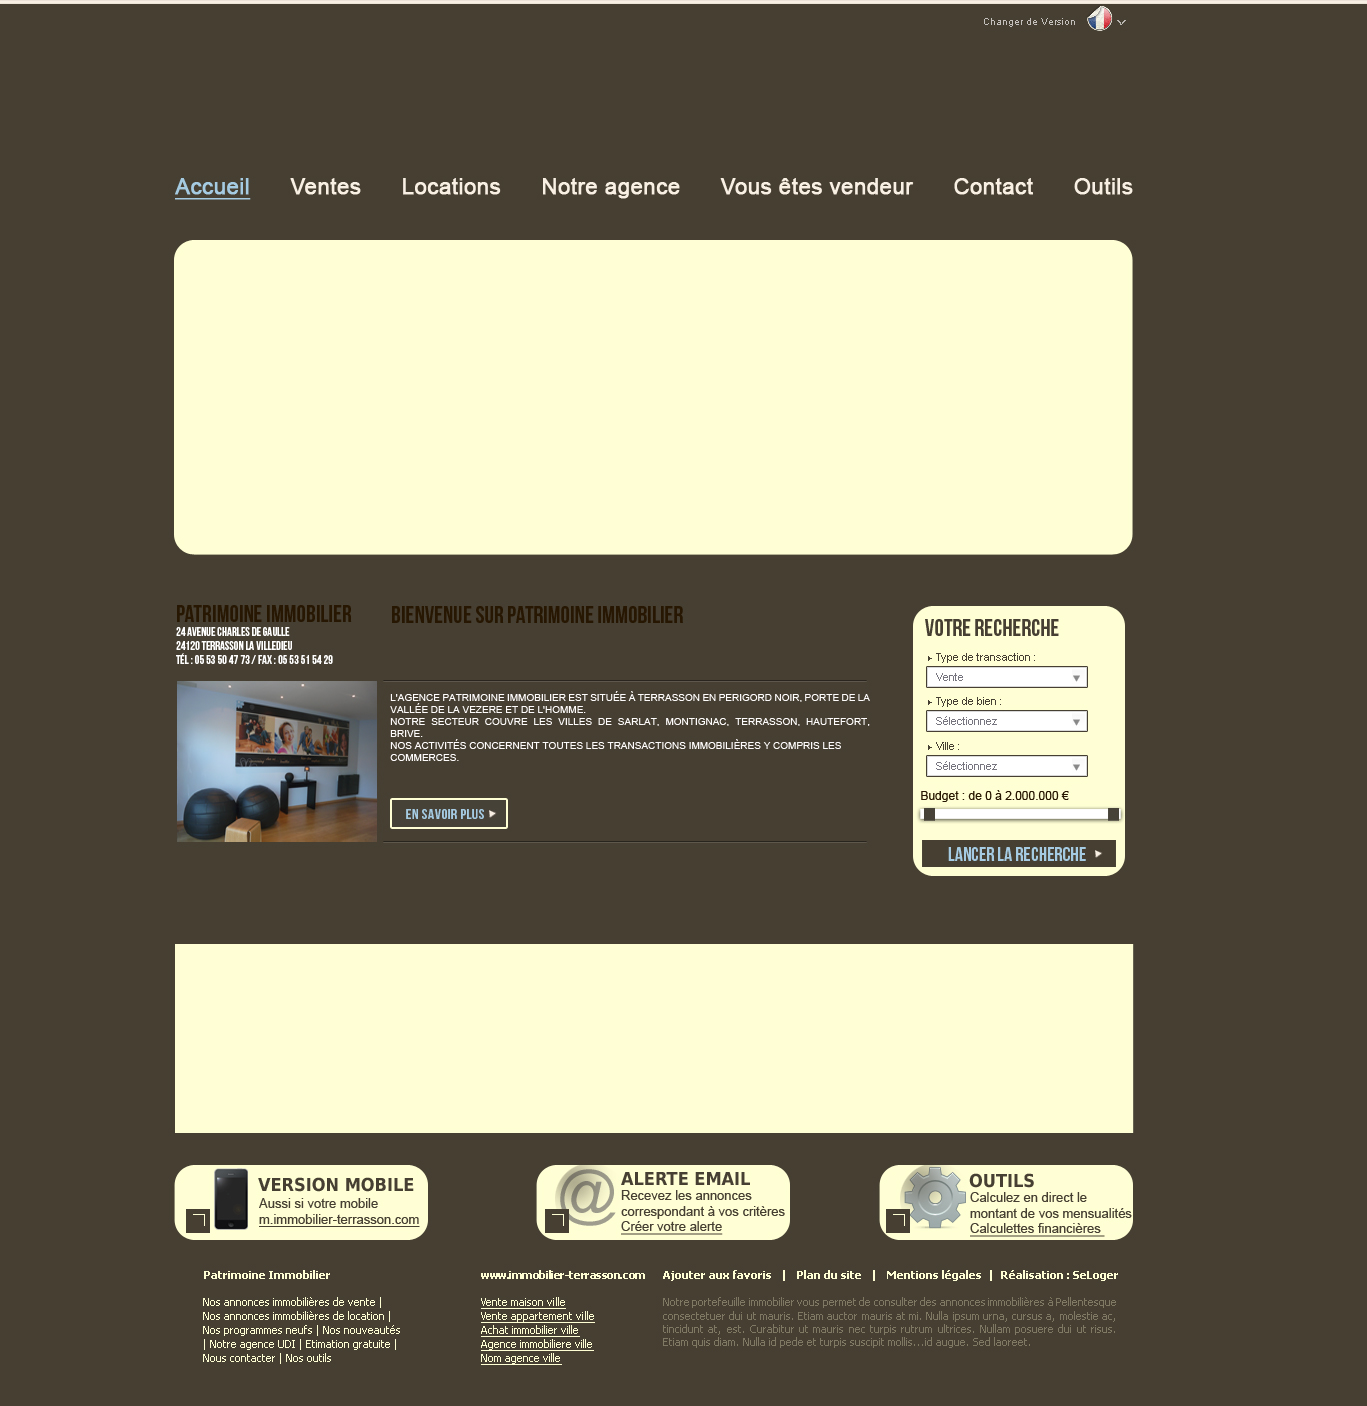 Changer de Version
Accueil Ventes Locations Notre agence Vous êtes vendeur Contact Outils
PATRIMOINE IMMOBILIER
24 AVENUE CHARLES DE GAULLE
24120 TERRASSON LA VILLEDIEU
TÉL : 05 53 50 47 73 / FAX : 05 53 51 54 29
BIENVENUE SUR PATRIMOINE IMMOBILIER
L'AGENCE PATRIMOINE IMMOBILIER EST SITUÉE À TERRASSON EN PERIGORD NOIR, PORTE DE LA
VALLÉE DE LA VEZERE ET DE L'HOMME.
NOTRE SECTEUR COUVRE LES VILLES DE SARLAT, MONTIGNAC, TERRASSON, HAUTEFORT,
BRIVE.
NOS ACTIVITÉS CONCERNENT TOUTES LES TRANSACTIONS IMMOBILIÈRES Y COMPRIS LES
COMMERCES.
EN SAVOIR PLUS
VOTRE RECHERCHE
Type de transaction :
Vente
Type de bien :
Sélectionnez
Ville :
Sélectionnez
Budget : de 0 à 2.000.000 €
LANCER LA RECHERCHE
VERSION MOBILE
Aussi si votre mobile
m.immobilier-terrasson.com
ALERTE EMAIL
Recevez les annonces
correspondant à vos critères
Créer votre alerte
OUTILS
Calculez en direct le
montant de vos mensualités
Calculettes financières
Patrimoine Immobilier
Nos annonces immobilières de vente |
Nos annonces immobilières de location |
Nos programmes neufs | Nos nouveautés
| Notre agence UDI | Etimation gratuite |
Nous contacter | Nos outils
www.immobilier-terrasson.com
Vente maison ville
Vente appartement ville
Achat immobilier ville
Agence immobiliere ville
Nom agence ville
Ajouter aux favoris | Plan du site | Mentions légales | Réalisation : SeLoger
Notre portefeuille immobilier vous permet de consulter des annonces immobilières à Pellentesque
consectetuer dui ut mauris. Etiam auctor mauris at mi. Nulla ipsum urna, cursus a, molestie ac,
tincidunt at, est. Curabitur ut mauris nec turpis rutrum ultrices. Nullam posuere dui ut risus.
Etiam quis diam. Nulla id pede et turpis suscipit mollis...id augue. Sed laoreet.